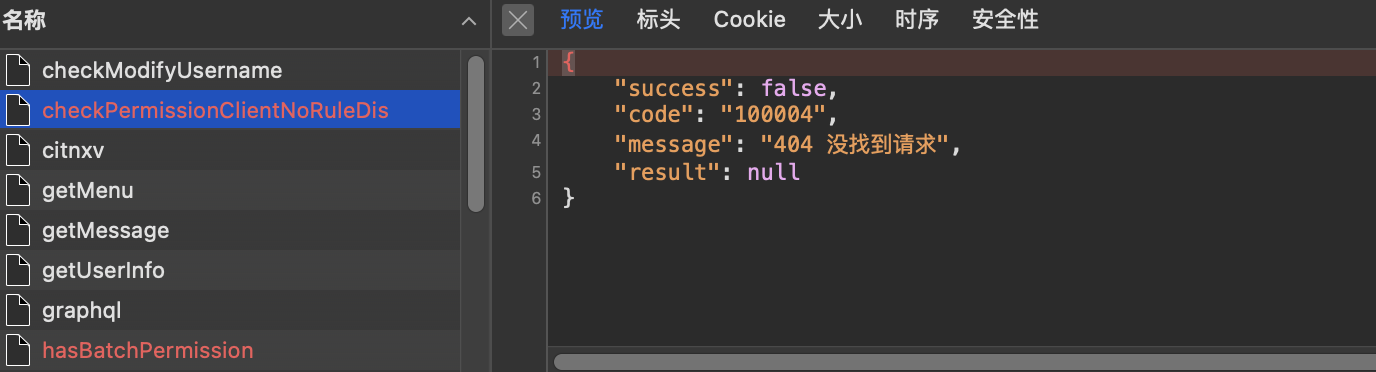 名称
checkModifyUsername
checkPermissionClientNoRuleDis
citnxv
getMenu
getMessage
getUserInfo
graphql
hasBatchPermission
预览 标头 Cookie 大小 时序 安全性
1 {
2 "success": false,
3 "code": "100004",
4 "message": "404 没找到请求",
5 "result": null
6 }